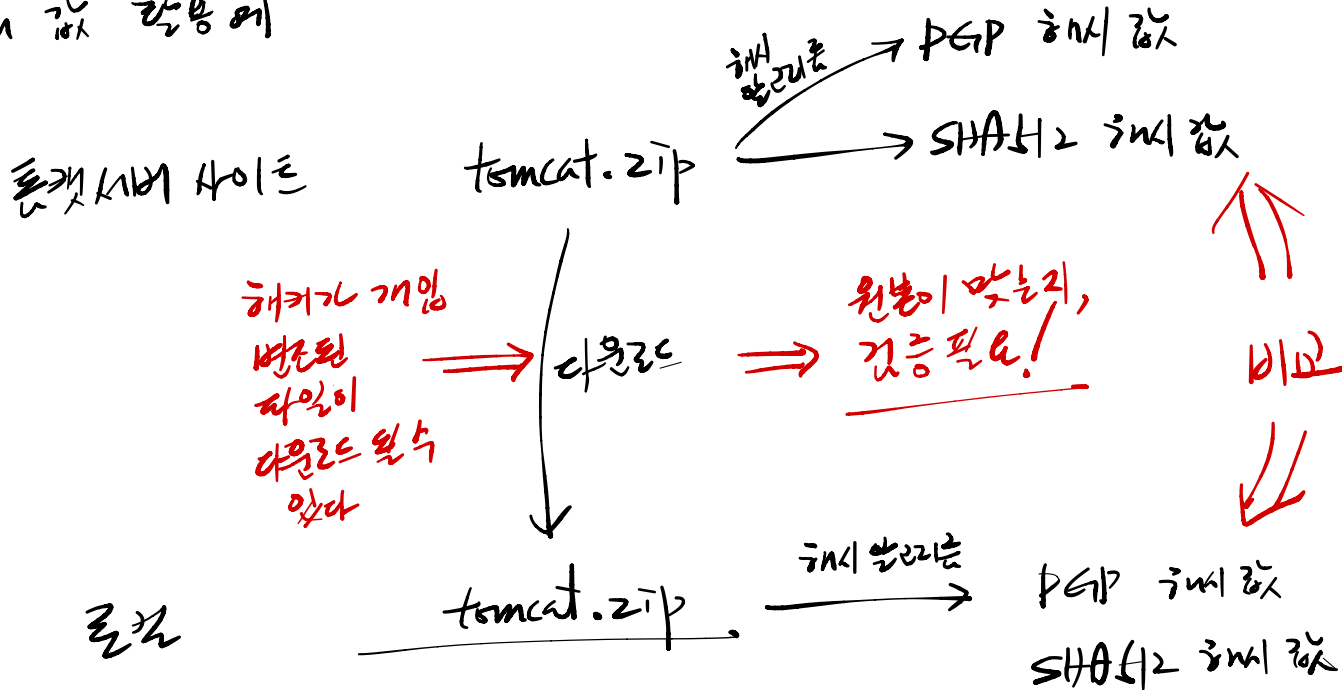 값 활용 예
해시
알고리즘
PGP 해시 값
SHA512 해시 값
톰캣 서버 사이트
tomcat.zip
해커가 개입
변조된
파일이
다운로드 될 수
있다
다운로드
원본이 맞는지,
검증 필요!
비교
로컬
tomcat.zip
해시 알고리즘
PGP 해시 값
SHA512 해시 값